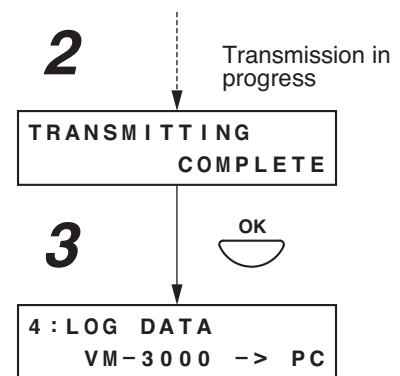 2
Transmission in
progress
TRANSMITTING
COMPLETE
3
OK
4:LOG DATA
VM-3000 -> PC